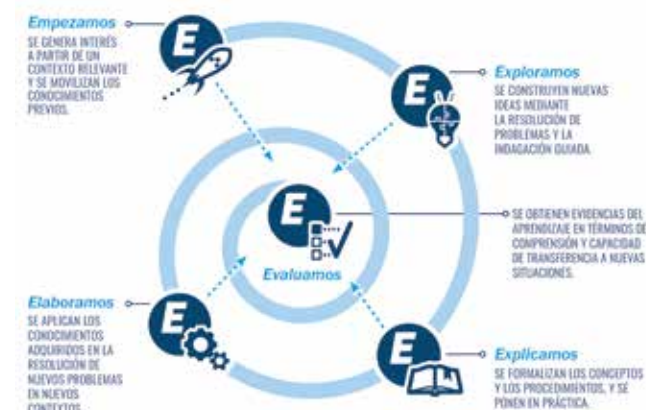 Empezamos
SE GENERA INTERÉS
A PARTIR DE UN
CONTEXTO RELEVANTE
Y SE MOVILIZAN LOS
CONOCIMIENTOS
PREVIOS.
E
E
Exploramos
SE CONSTRUYEN NUEVAS
IDEAS MEDIANTE
LA RESOLUCIÓN DE
PROBLEMAS Y LA
INDAGACIÓN GUIADA.
E
Evaluamos
SE OBTIENEN EVIDENCIAS DEL
APRENDIZAJE EN TÉRMINOS DE
COMPRENSIÓN Y CAPACIDAD
DE TRANSFERENCIA A NUEVAS
SITUACIONES.
Elaboramos
SE APLICAN LOS
CONOCIMIENTOS
ADQUIRIDOS EN LA
RESOLUCIÓN DE
NUEVOS PROBLEMAS
EN NUEVOS
CONTEXTOS
E
E
Explicamos
SE FORMALIZAN LOS CONCEPTOS
Y LOS PROCEDIMIENTOS, Y SE
PONEN EN PRÁCTICA.